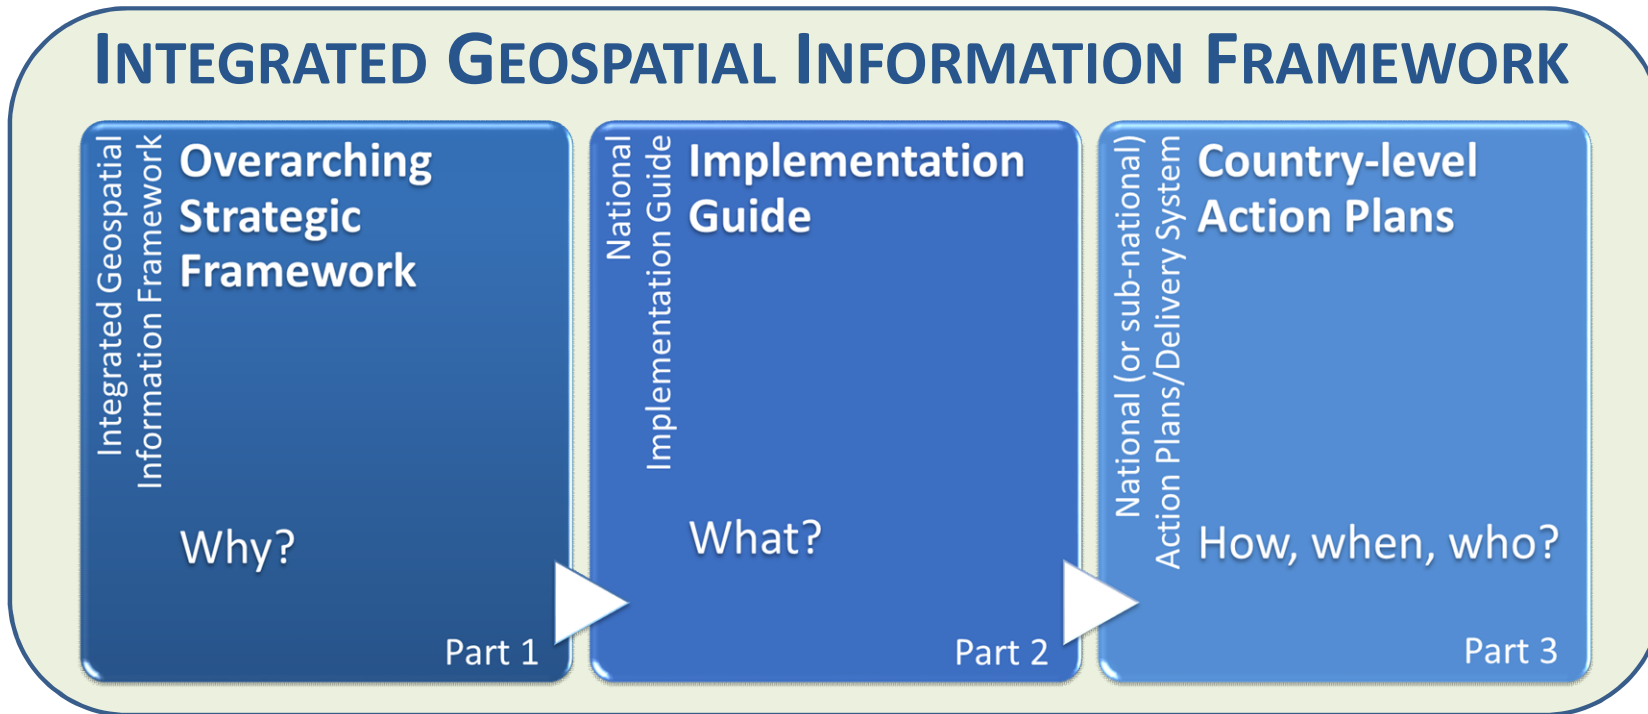 INTEGRATED GEOSPATIAL INFORMATION FRAMEWORK
Integrated Geospatial
Information Framework
Overarching
Strategic
Framework
Why?
Part 1
National
Implementation Guide
Implementation
Guide
What?
Part 2
National (or sub-national)
Action Plans/Delivery System
Country-level
Action Plans
How, when, who?
Part 3